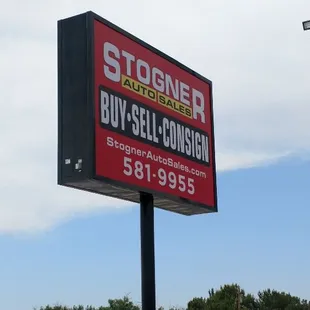 STOGNER
AUTO SALES
BUY•SELL•CONSIGN
StognerAutoSales.com
581-9955